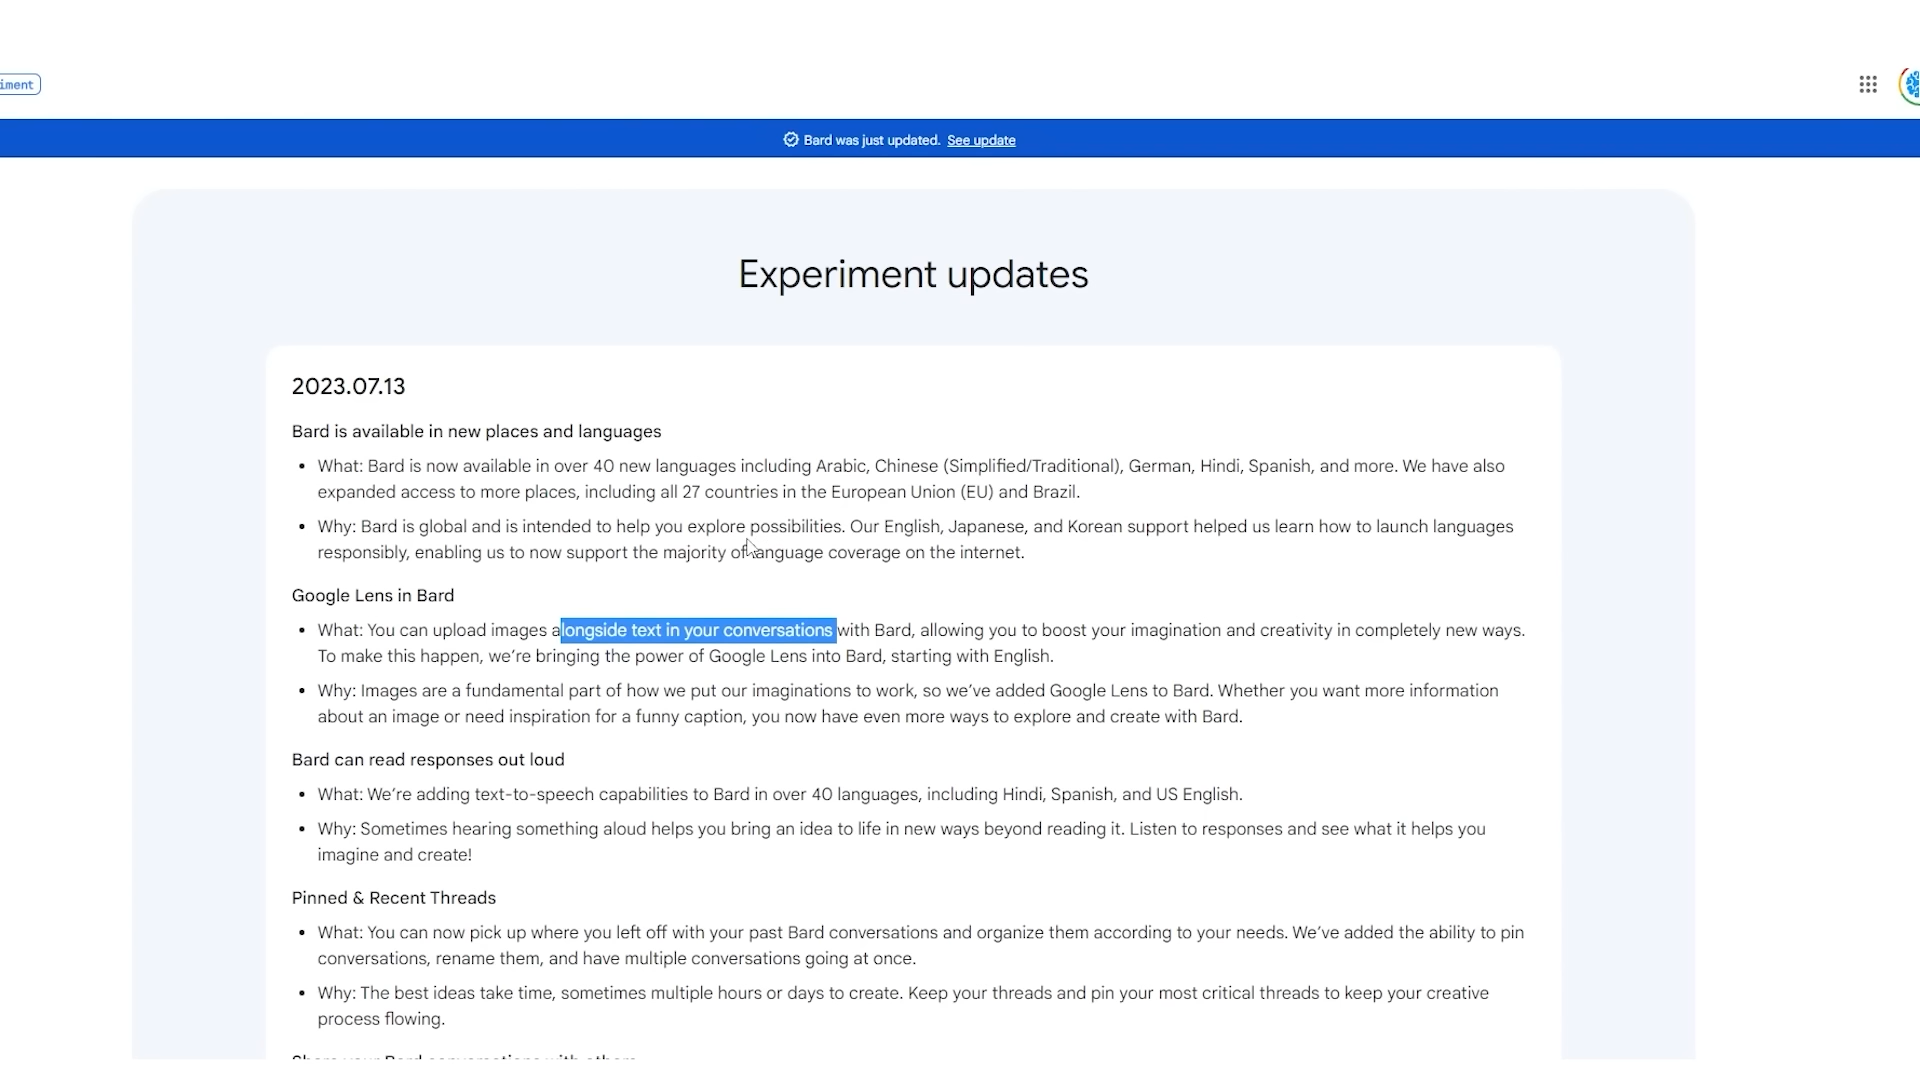 iment
Bard was just updated. See update
Experiment updates
2023.07.13
Bard is available in new places and languages
• What: Bard is now available in over 40 new languages including Arabic, Chinese (Simplified/Traditional), German, Hindi, Spanish, and more. We have also
expanded access to more places, including all 27 countries in the European Union (EU) and Brazil.
• Why: Bard is global and is intended to help you explore possibilities. Our English, Japanese, and Korean support helped us learn how to launch languages
responsibly, enabling us to now support the majority of language coverage on the internet.
Google Lens in Bard
• What: You can upload images alongside text in your conversations with Bard, allowing you to boost your imagination and creativity in completely new ways.
To make this happen, we’re bringing the power of Google Lens into Bard, starting with English.
• Why: Images are a fundamental part of how we put our imaginations to work, so we’ve added Google Lens to Bard. Whether you want more information
about an image or need inspiration for a funny caption, you now have even more ways to explore and create with Bard.
Bard can read responses out loud
• What: We’re adding text-to-speech capabilities to Bard in over 40 languages, including Hindi, Spanish, and US English.
• Why: Sometimes hearing something aloud helps you bring an idea to life in new ways beyond reading it. Listen to responses and see what it helps you
imagine and create!
Pinned & Recent Threads
• What: You can now pick up where you left off with your past Bard conversations and organize them according to your needs. We’ve added the ability to pin
conversations, rename them, and have multiple conversations going at once.
• Why: The best ideas take time, sometimes multiple hours or days to create. Keep your threads and pin your most critical threads to keep your creative
process flowing.
Share your Bard conversations with others